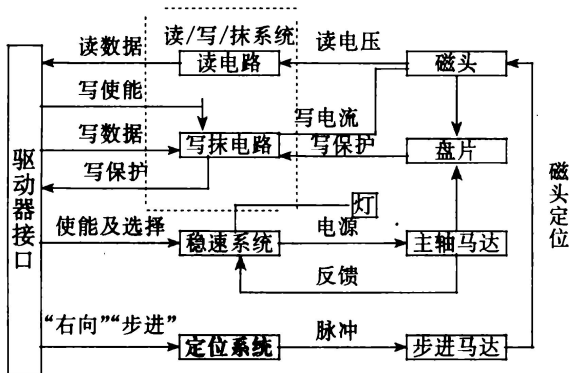 读/写/抹系统
读数据
读电路
读电压
磁头
写使能
写电流
写数据
写抹电路
写保护
盘片
写保护
驱动器接口
磁头定位
灯
使能及选择
稳速系统
电源
主轴马达
反馈
“右向”“步进”
定位系统
脉冲
步进马达